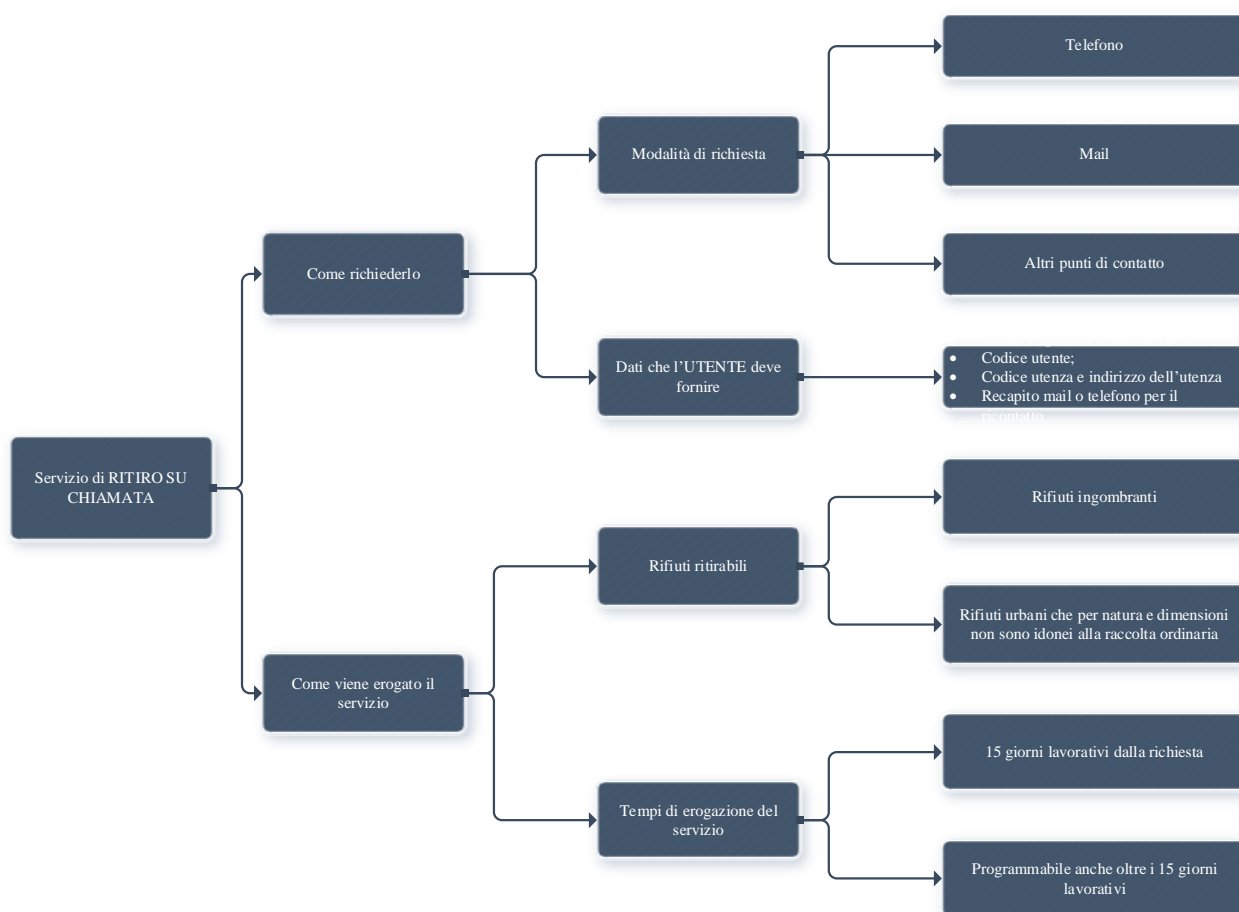 Telefono
Mail
Altri punti di contatto
Modalità di richiesta
Come richiederlo
Dati che l'UTENTE deve
fornire
• Codice utente;
• Codice utenza e indirizzo dell'utenza
• Recapito mail o telefono per il
ricontatto
Servizio di RITIRO SU
CHIAMATA
Rifiuti ingombranti
Rifiuti ritirabili
Rifiuti urbani che per natura e dimensioni
non sono idonei alla raccolta ordinaria
Come viene erogato il
servizio
15 giorni lavorativi dalla richiesta
Tempi di erogazione del
servizio
Programmabile anche oltre i 15 giorni
lavorativi